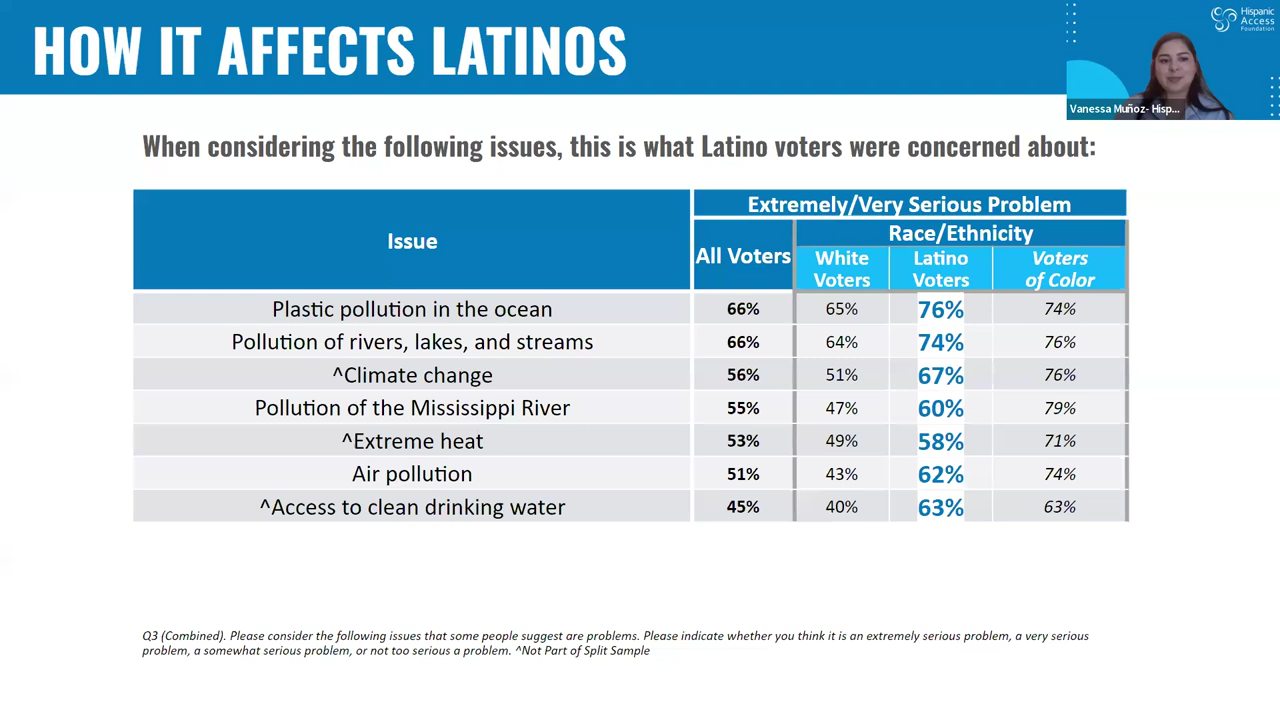 HOW IT AFFECTS LATINOS
Hispanic
Access
Foundation
Vanessa Muñoz- Hisp...
When considering the following issues, this is what Latino voters were concerned about:
Issue
Extremely/Very Serious Problem
All Voters
Race/Ethnicity
White Voters
Latino Voters
Voters of Color
Plastic pollution in the ocean 66% 65% 76% 74%
Pollution of rivers, lakes, and streams 66% 64% 74% 76%
^Climate change 56% 51% 67% 76%
Pollution of the Mississippi River 55% 47% 60% 79%
^Extreme heat 53% 49% 58% 71%
Air pollution 51% 43% 62% 74%
^Access to clean drinking water 45% 40% 63% 63%
Q3 (Combined). Please consider the following issues that some people suggest are problems. Please indicate whether you think it is an extremely serious problem, a very serious
problem, a somewhat serious problem, or not too serious a problem. ^Not Part of Split Sample